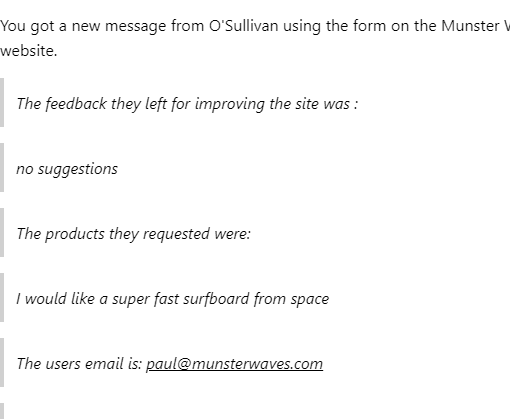 You got a new message from O'Sullivan using the form on the Munster
website.
The feedback they left for improving the site was :
no suggestions
The products they requested were:
I would like a super fast surfboard from space
The users email is: paul@munsterwaves.com